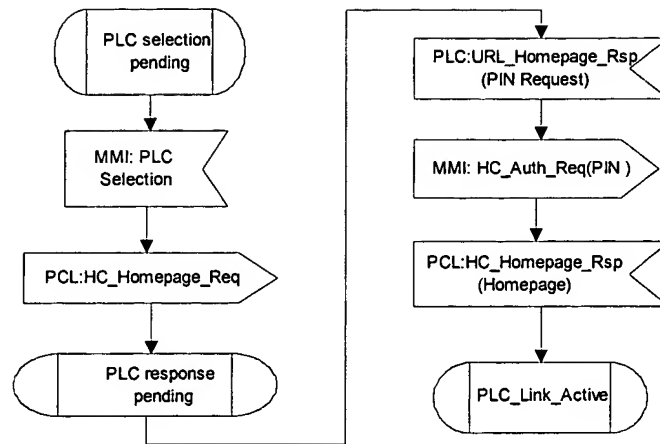 PLC selection
pending
MMI: PLC
Selection
PCL:HC_Homepage_Req
PLC response
pending
PLC:URL_Homepage_Rsp
(PIN Request)
MMI: HC_Auth_Req(PIN )
PCL:HC_Homepage_Rsp
(Homepage)
PLC_Link_Active